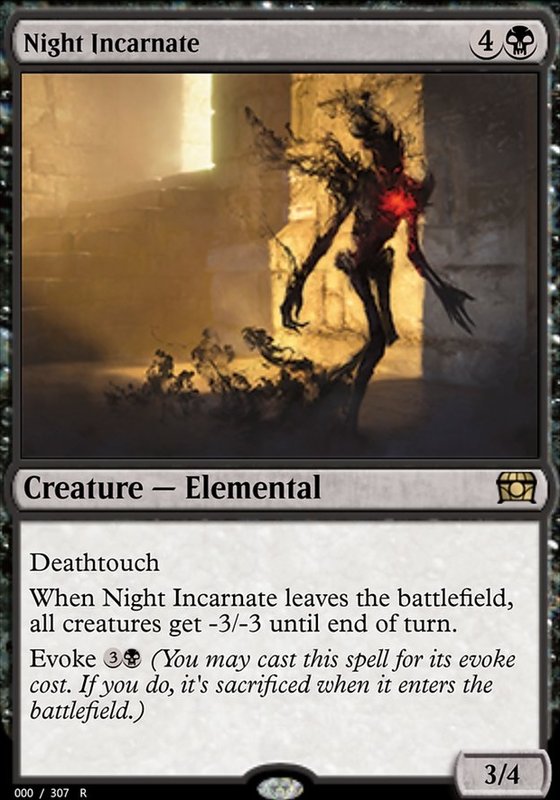 Night Incarnate 4
Creature — Elemental
Deathtouch
When Night Incarnate leaves the battlefield,
all creatures get -3/-3 until end of turn.
Evoke 3 (You may cast this spell for its evoke
cost. If you do, it's sacrificed when it enters the
battlefield.)
3/4
000 / 307 R